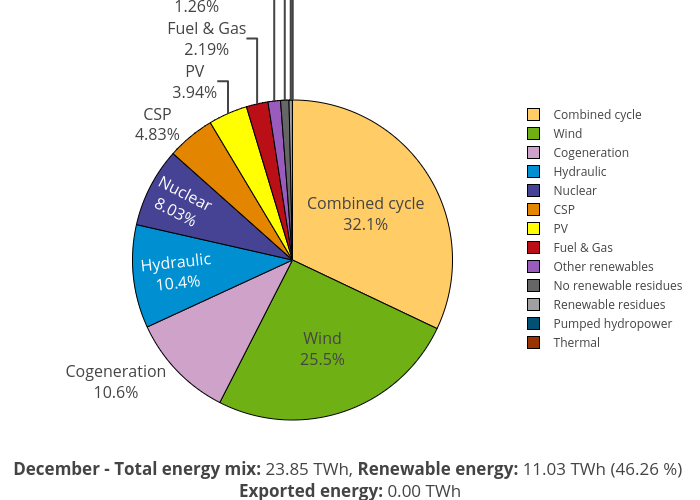 1.26%
Fuel & Gas
2.19%
PV
3.94%
CSP
4.83%
Nuclear
8.03%
Hydraulic
10.4%
Cogeneration
10.6%
Combined cycle
32.1%
Wind
25.5%
Combined cycle
Wind
Cogeneration
Hydraulic
Nuclear
CSP
PV
Fuel & Gas
Other renewables
No renewable residues
Renewable residues
Pumped hydropower
Thermal
December - Total energy mix: 23.85 TWh, Renewable energy: 11.03 TWh (46.26 %)
Exported energy: 0.00 TWh